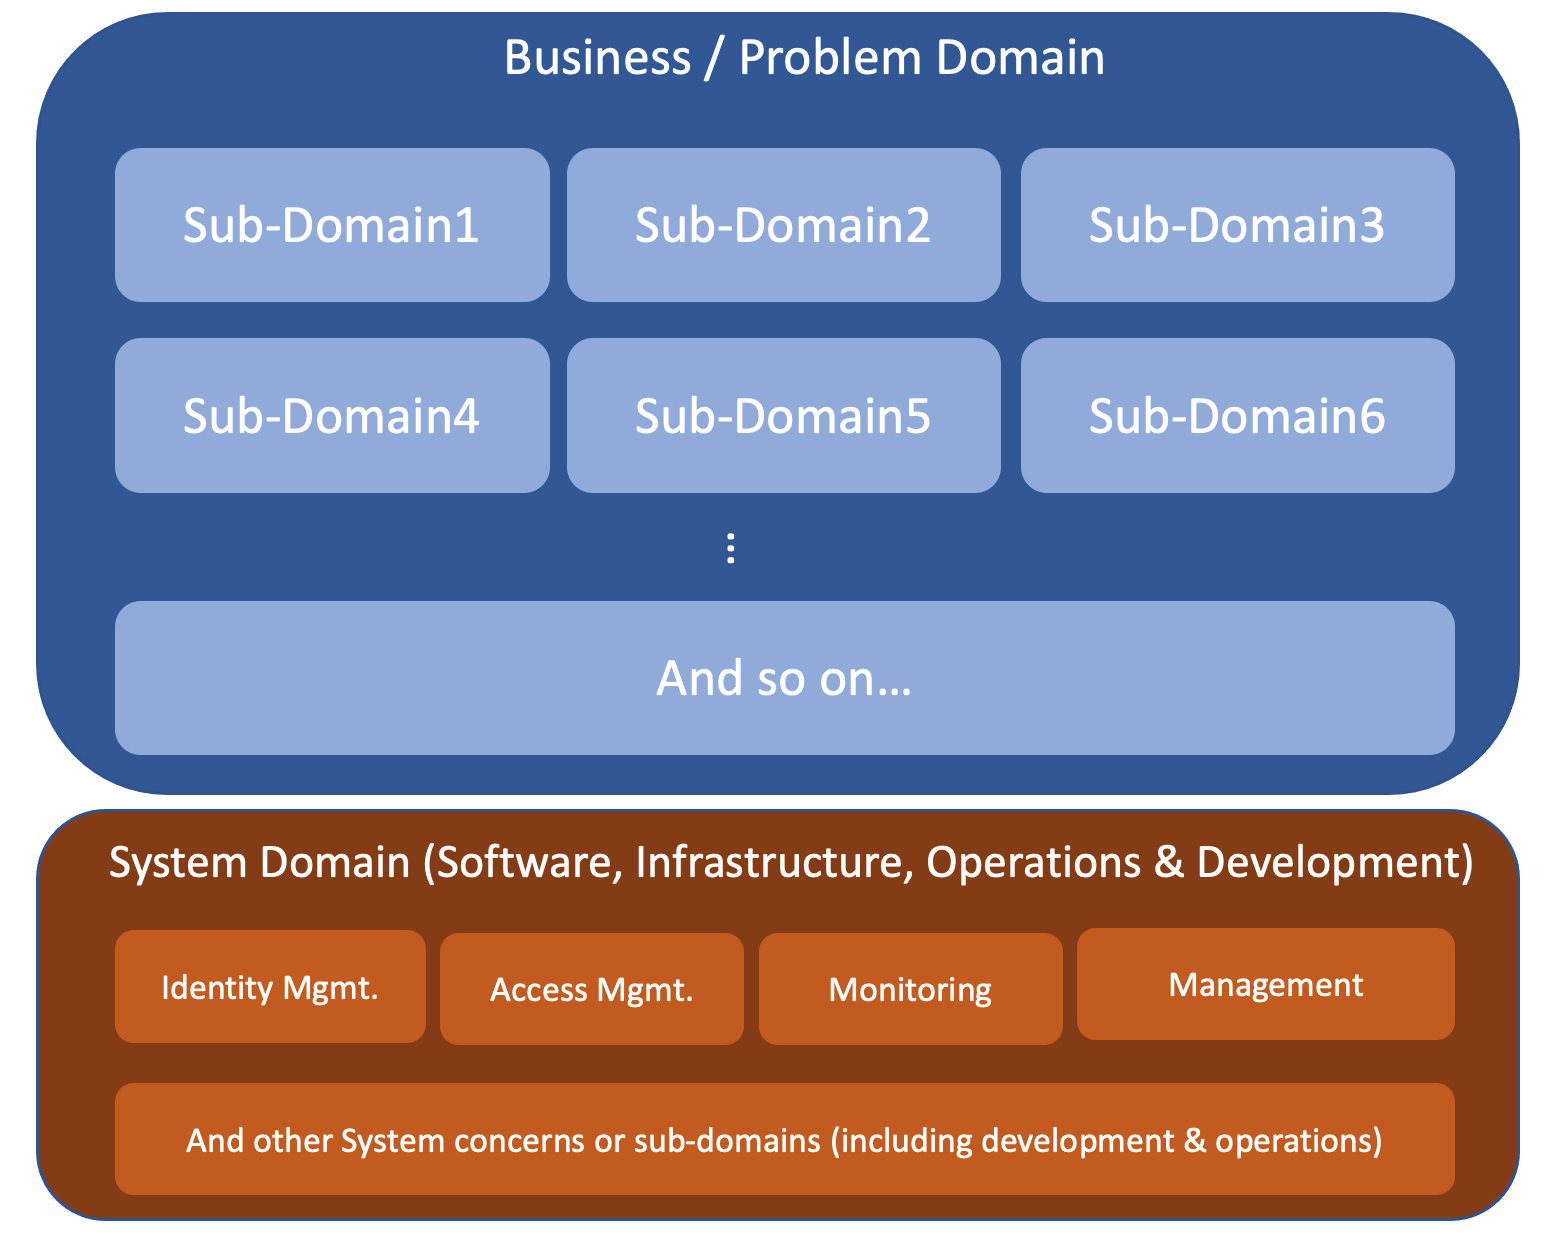 Business / Problem Domain
Sub-Domain1
Sub-Domain2
Sub-Domain3
Sub-Domain4
Sub-Domain5
Sub-Domain6
⋮
And so on...
System Domain (Software, Infrastructure, Operations & Development)
Identity Mgmt.
Access Mgmt.
Monitoring
Management
And other System concerns or sub-domains (including development & operations)